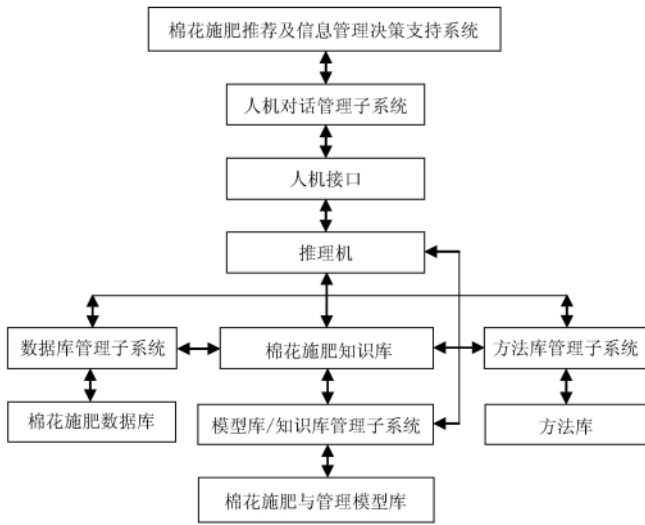 棉花施肥推荐及信息管理决策支持系统
人机对话管理子系统
人机接口
推理机
数据库管理子系统
棉花施肥知识库
方法库管理子系统
棉花施肥数据库
模型库/知识库管理子系统
方法库
棉花施肥与管理模型库